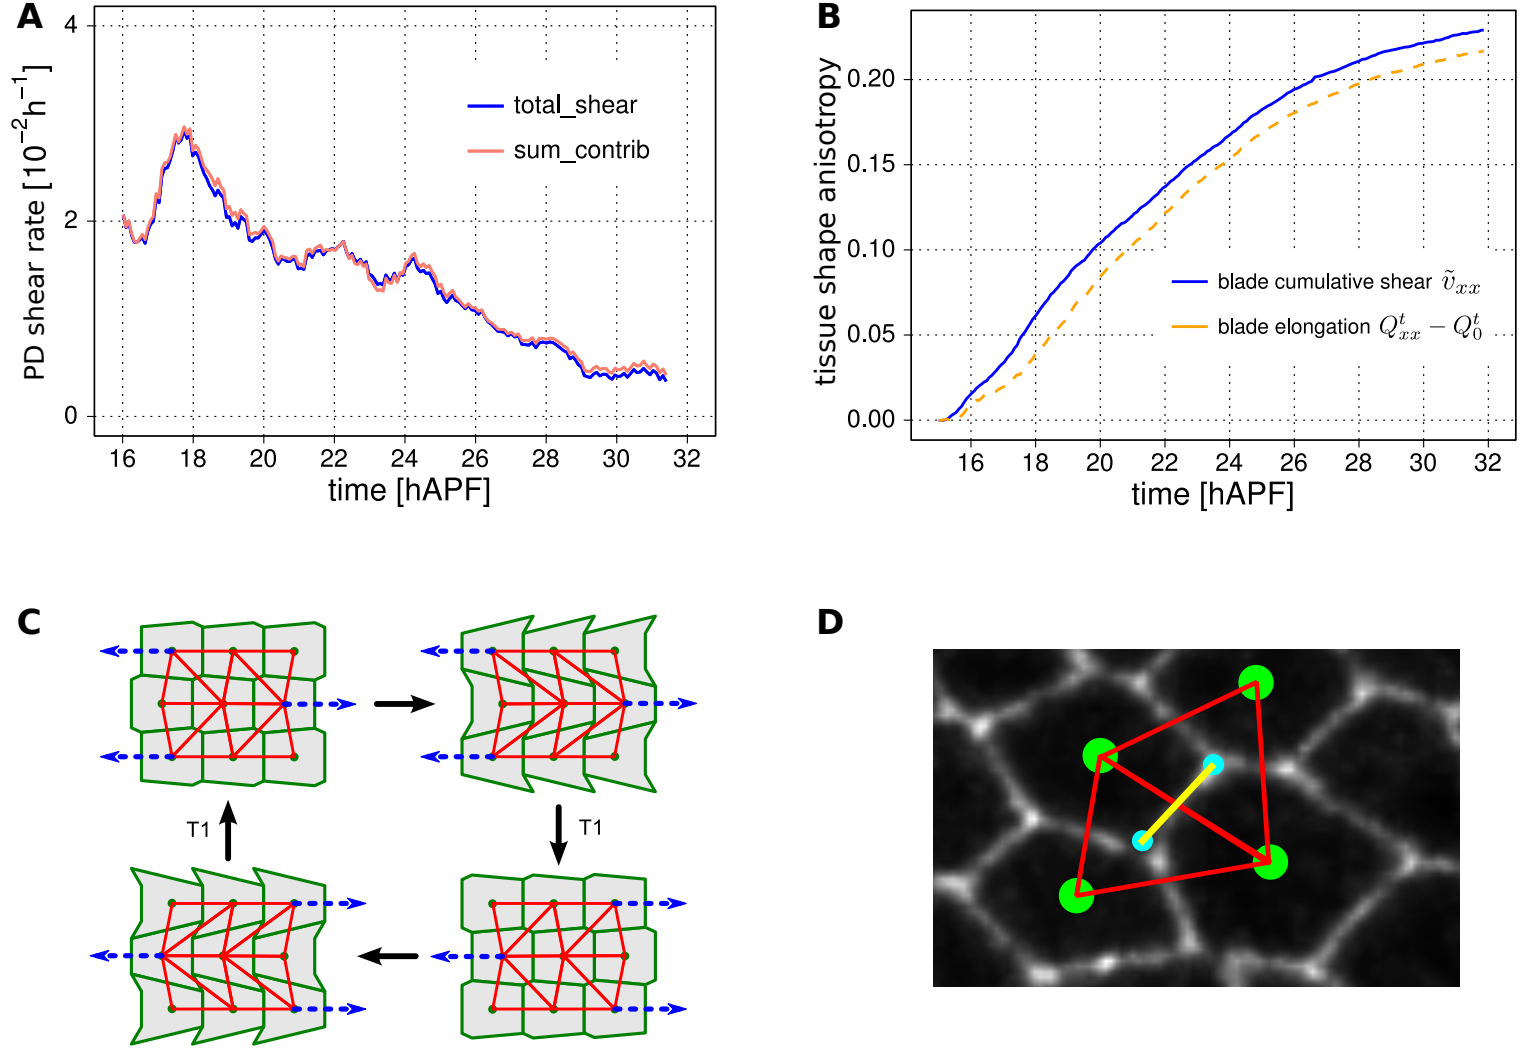 A
PD shear rate [10⁻²h⁻¹]
4
2
0
total_shear
sum_contrib
16 18 20 22 24 26 28 30 32
time [hAPF]
B
tissue shape anisotropy
0.20
0.15
0.10
0.05
0.00
blade cumulative shear ṽ_xx
blade elongation Q^t_xx − Q^t_0
16 18 20 22 24 26 28 30 32
time [hAPF]
C
T1
T1
D